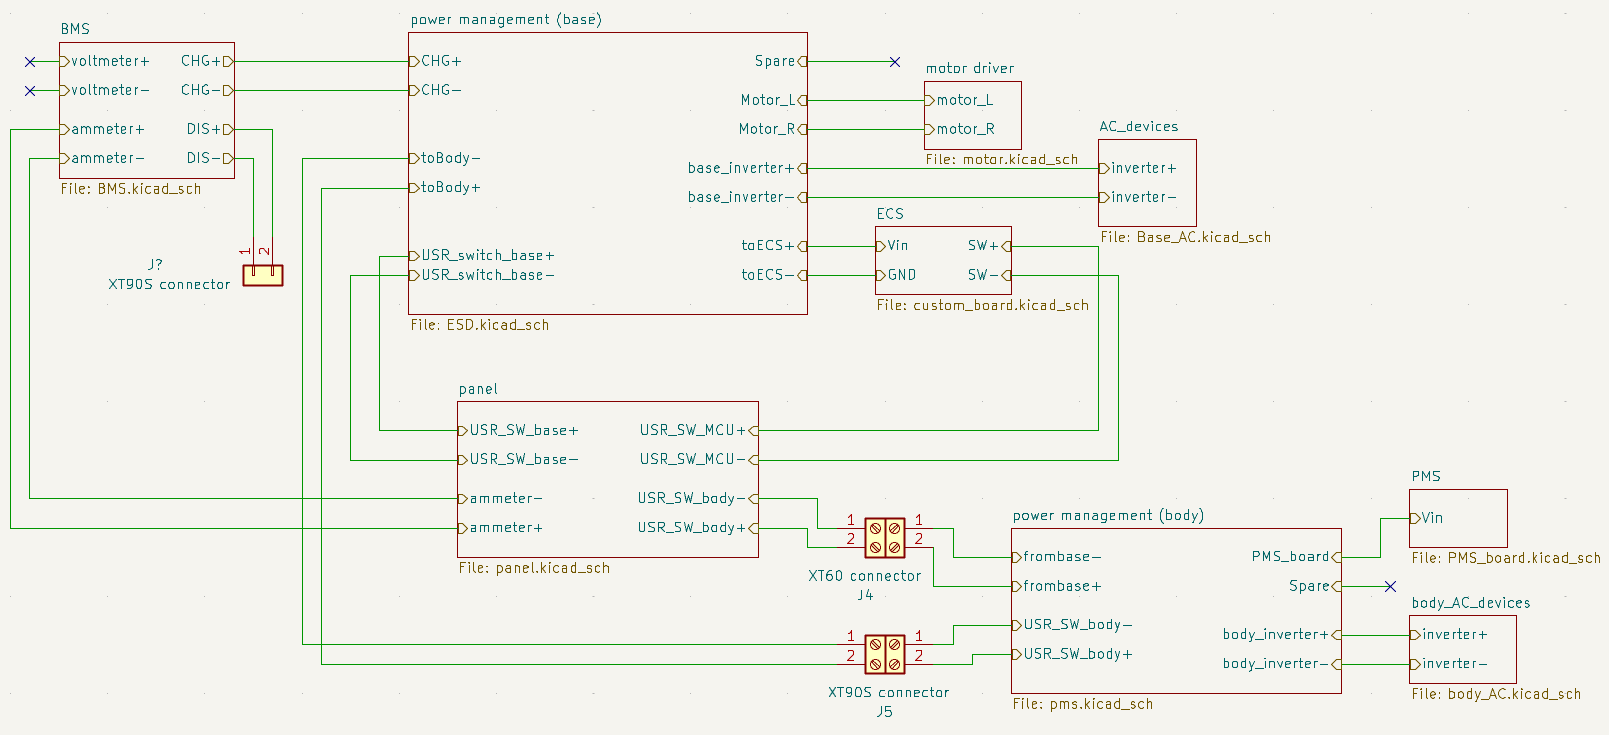 BMS
voltmeter+ CHG+
voltmeter- CHG-
ammeter+ DIS+
ammeter- DIS-
File: BMS.kicad_sch
1 2
J?
XT90S connector
power management (base)
CHG+ Spare
CHG- Motor_L
Motor_R
toBody- base_inverter+
toBody+ base_inverter-
USR_switch_base+ toECS+
USR_switch_base- toECS-
File: ESD.kicad_sch
motor driver
motor_L
motor_R
File: motor.kicad_sch
AC_devices
inverter+
inverter-
File: Base_AC.kicad_sch
ECS
Vin SW+
GND SW-
File: custom_board.kicad_sch
panel
USR_SW_base+ USR_SW_MCU+
USR_SW_base- USR_SW_MCU-
ammeter- USR_SW_body-
ammeter+ USR_SW_body+
File: panel.kicad_sch
1 1
2 2
XT60 connector
J4
1 1
2 2
XT90S connector
J5
power management (body)
frombase- PMS_board
frombase+ Spare
USR_SW_body- body_inverter+
USR_SW_body+ body_inverter-
File: pms.kicad_sch
PMS
Vin
File: PMS_board.kicad_sch
body_AC_devices
inverter+
inverter-
File: body_AC.kicad_sch